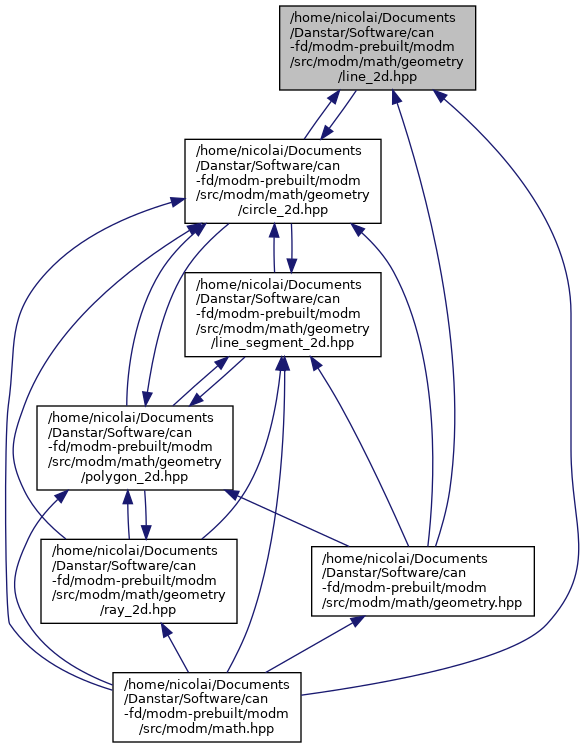 /home/nicolai/Documents
/Danstar/Software/can
-fd/modm-prebuilt/modm
/src/modm/math/geometry
/line_2d.hpp
/home/nicolai/Documents
/Danstar/Software/can
-fd/modm-prebuilt/modm
/src/modm/math/geometry
/circle_2d.hpp
/home/nicolai/Documents
/Danstar/Software/can
-fd/modm-prebuilt/modm
/src/modm/math/geometry
/line_segment_2d.hpp
/home/nicolai/Documents
/Danstar/Software/can
-fd/modm-prebuilt/modm
/src/modm/math/geometry
/polygon_2d.hpp
/home/nicolai/Documents
/Danstar/Software/can
-fd/modm-prebuilt/modm
/src/modm/math/geometry
/ray_2d.hpp
/home/nicolai/Documents
/Danstar/Software/can
-fd/modm-prebuilt/modm
/src/modm/math/geometry.hpp
/home/nicolai/Documents
/Danstar/Software/can
-fd/modm-prebuilt/modm
/src/modm/math.hpp